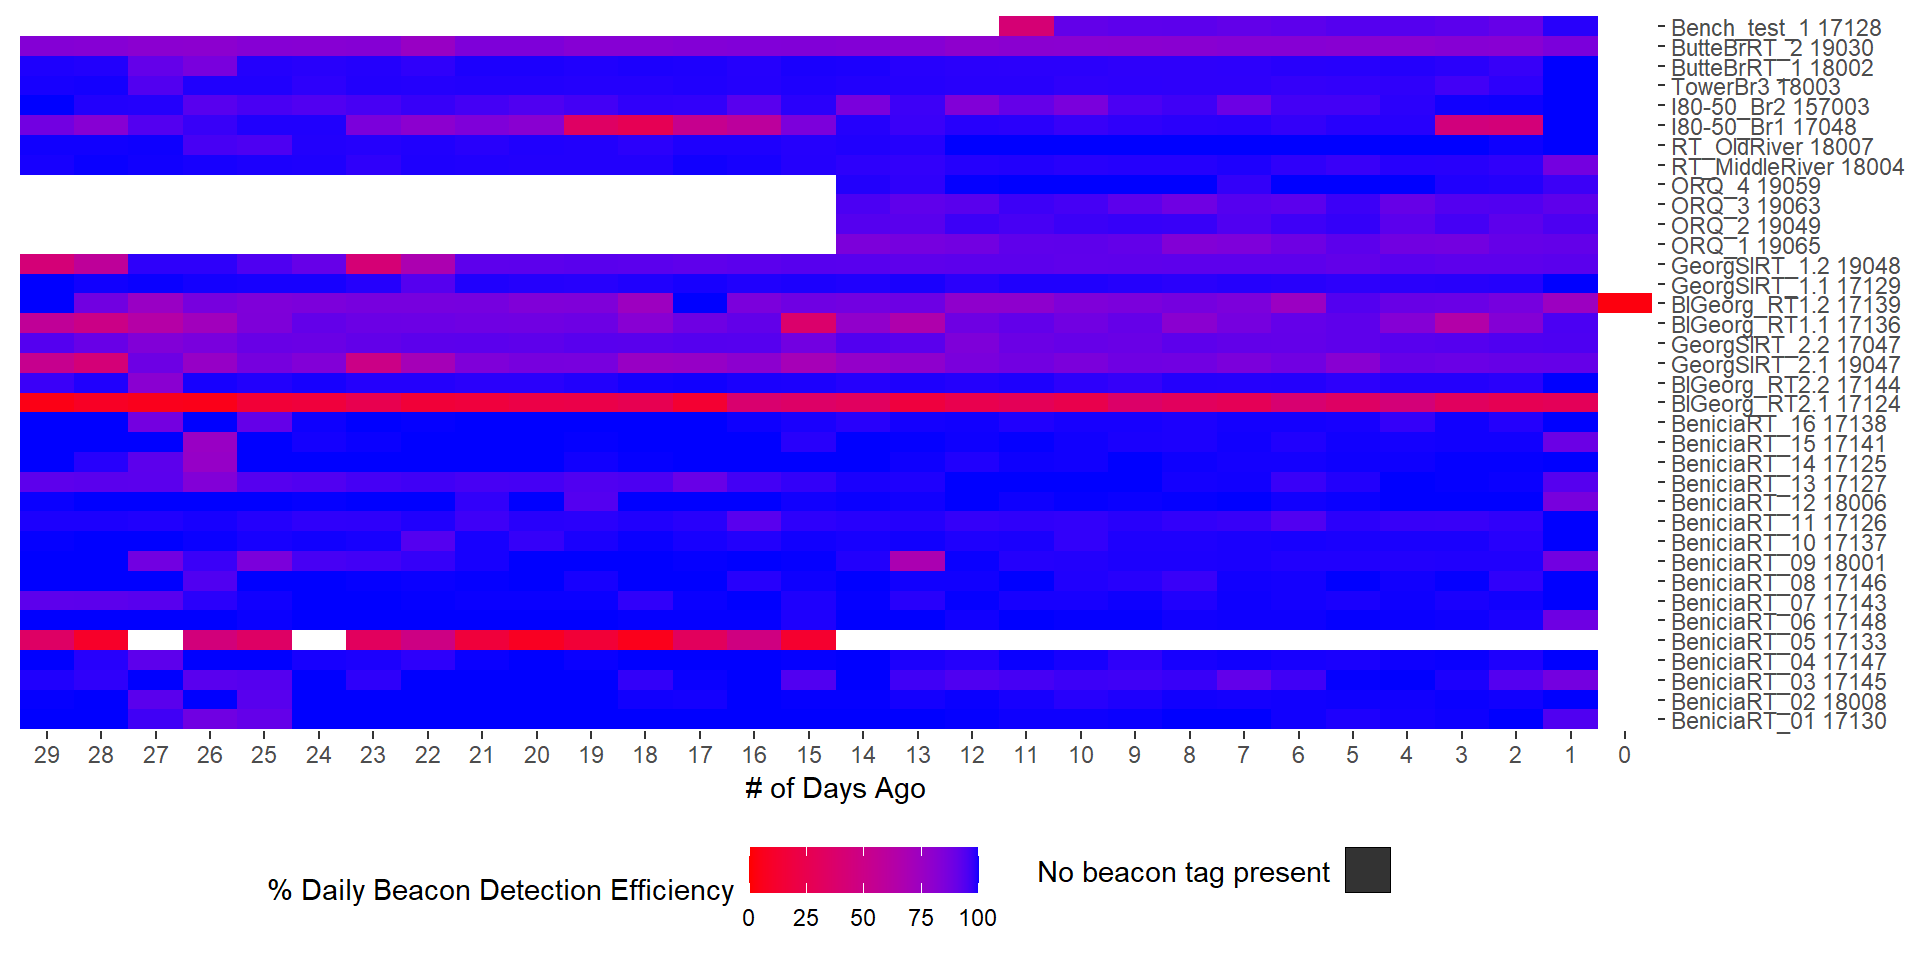 Bench_test_1 17128
ButteBrRT_2 19030
ButteBrRT_1 18002
TowerBr3 18003
I80-50_Br2 157003
I80-50_Br1 17048
RT_OldRiver 18007
RT_MiddleRiver 18004
ORQ_4 19059
ORQ_3 19063
ORQ_2 19049
ORQ_1 19065
GeorgSlRT_1.2 19048
GeorgSlRT_1.1 17129
BlGeorg_RT1.2 17139
BlGeorg_RT1.1 17136
GeorgSlRT_2.2 17047
GeorgSlRT_2.1 19047
BlGeorg_RT2.2 17144
BlGeorg_RT2.1 17124
BeniciaRT_16 17138
BeniciaRT_15 17141
BeniciaRT_14 17125
BeniciaRT_13 17127
BeniciaRT_12 18006
BeniciaRT_11 17126
BeniciaRT_10 17137
BeniciaRT_09 18001
BeniciaRT_08 17146
BeniciaRT_07 17143
BeniciaRT_06 17148
BeniciaRT_05 17133
BeniciaRT_04 17147
BeniciaRT_03 17145
BeniciaRT_02 18008
BeniciaRT_01 17130
29 28 27 26 25 24 23 22 21 20 19 18 17 16 15 14 13 12 11 10 9 8 7 6 5 4 3 2 1 0
# of Days Ago
% Daily Beacon Detection Efficiency
0 25 50 75 100
No beacon tag present